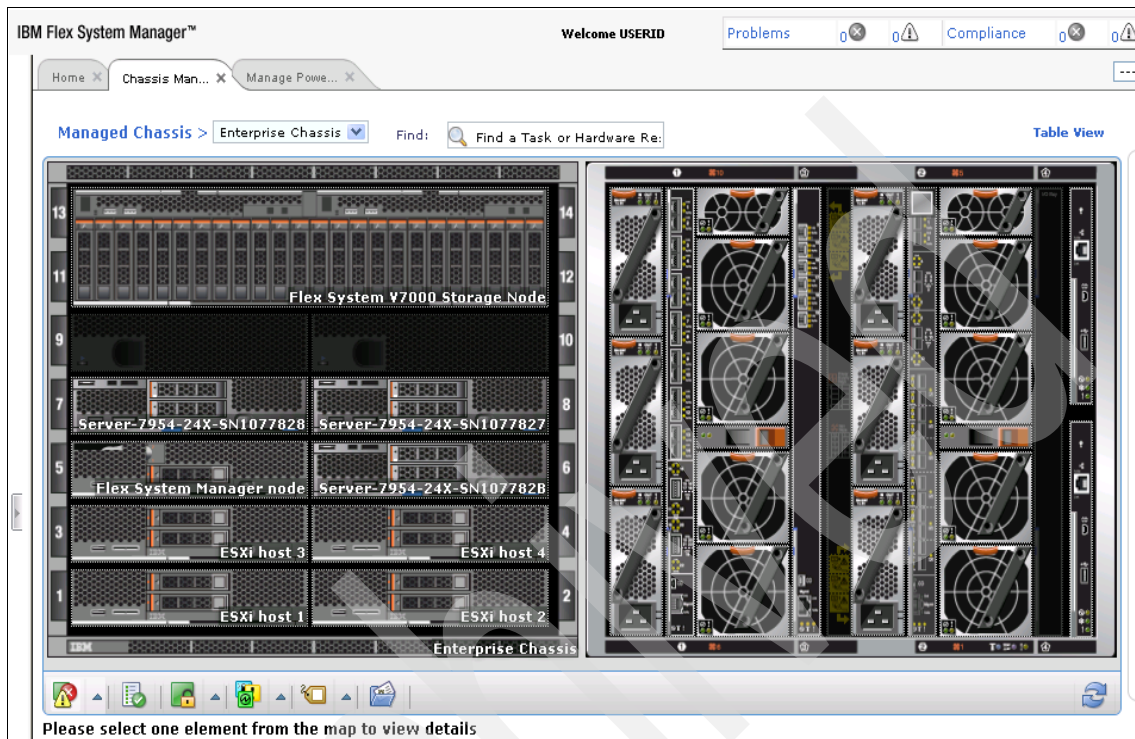 IBM Flex System Manager™
Welcome USERID
Problems 0 0 Compliance 0 0
Home Chassis Man... Manage Powe... ---
Managed Chassis > Enterprise Chassis Find: Find a Task or Hardware Re: Table View
13 14
11 12
Flex System V7000 Storage Node
9 10
7 8
Server-7954-24X-SN1077828 Server-7954-24X-SN1077827
5 6
Flex System Manager node Server-7954-24X-SN107782B
3 4
ESXi host 3 ESXi host 4
1 2
ESXi host 1 ESXi host 2
IBM Enterprise Chassis
Please select one element from the map to view details